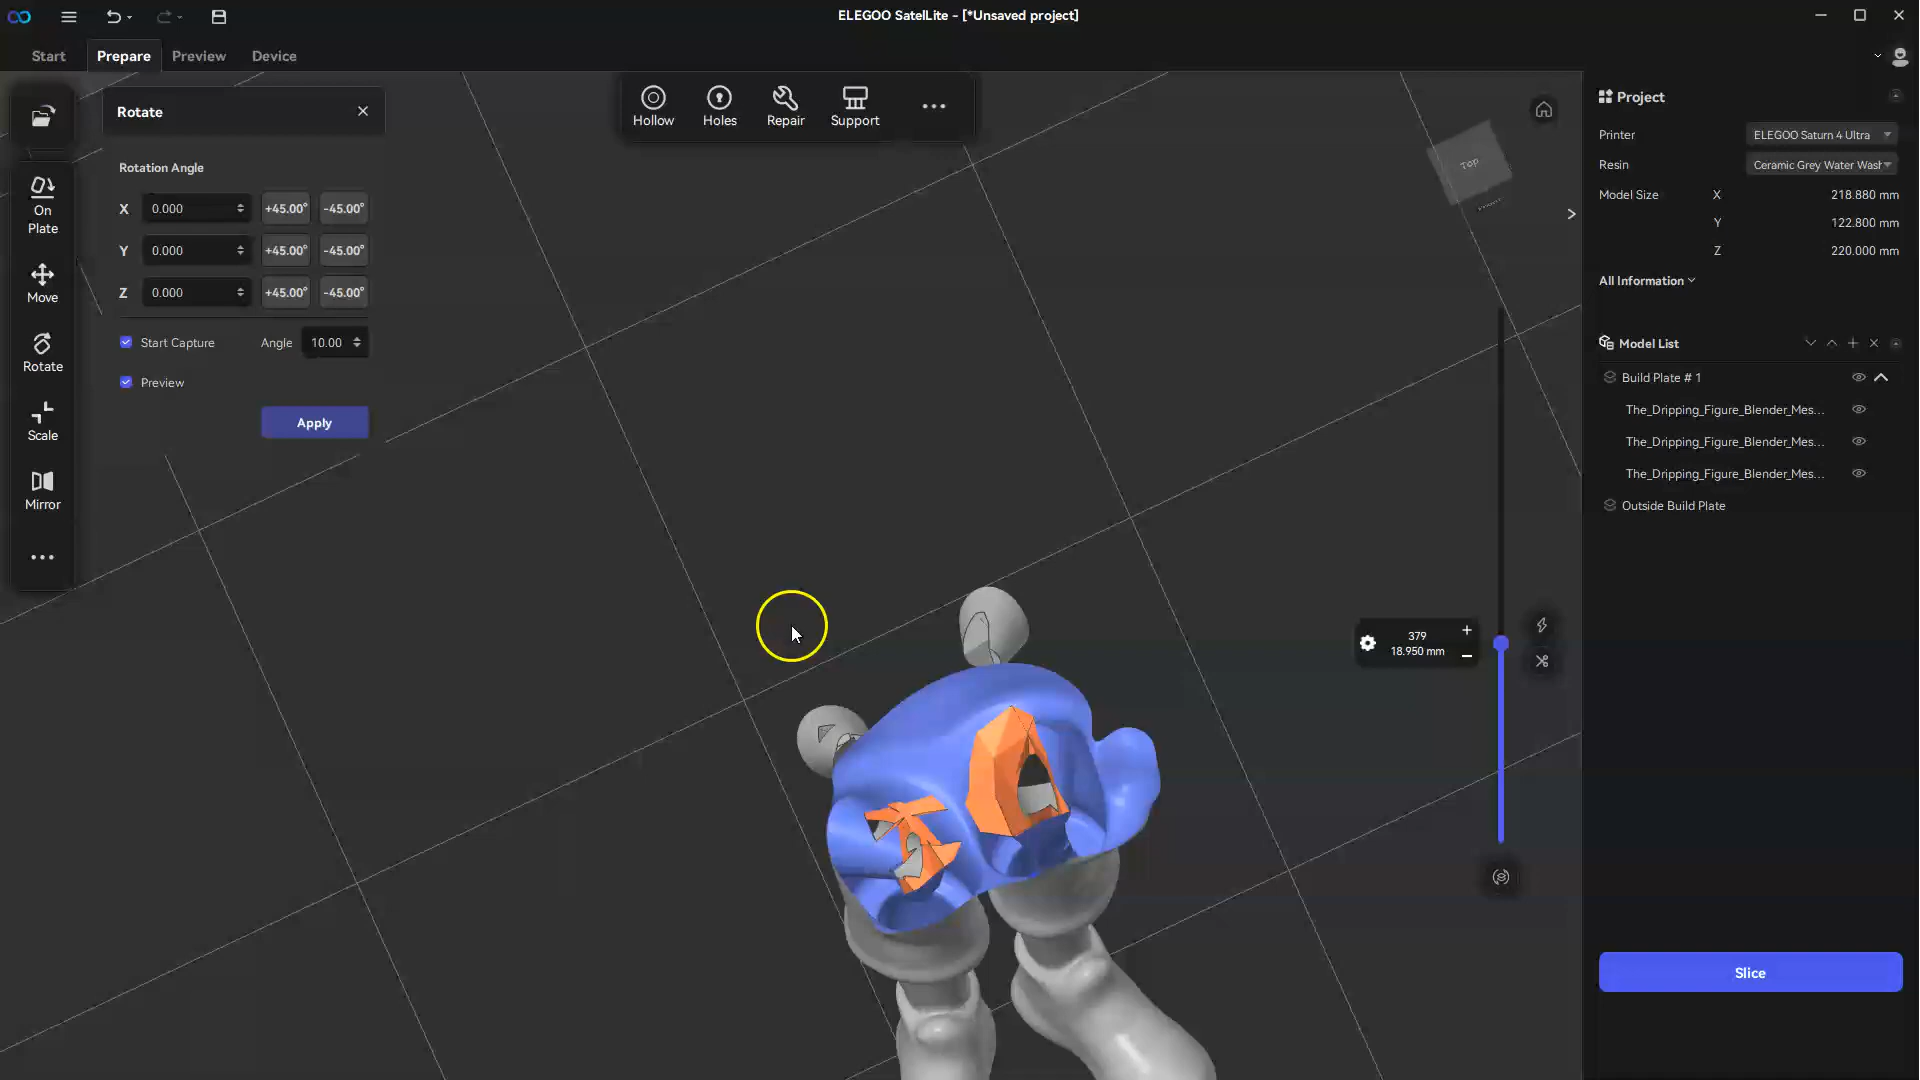 ELEGOO SatelLite - [*Unsaved project]
Start
Prepare
Preview
Device
Rotate
Rotation Angle
X 0.000 +45.00° -45.00°
Y 0.000 +45.00° -45.00°
Z 0.000 +45.00° -45.00°
Start Capture Angle 10.00
Preview
Apply
On
Plate
Move
Rotate
Scale
Mirror
Hollow
Holes
Repair
Support
Top
379
18.950 mm
Project
Printer ELEGOO Saturn 4 Ultra
Resin Ceramic Grey Water Wash
Model Size X 218.880 mm
Y 122.800 mm
Z 220.000 mm
All Information
Model List
Build Plate # 1
The_Dripping_Figure_Blender_Mes...
The_Dripping_Figure_Blender_Mes...
The_Dripping_Figure_Blender_Mes...
Outside Build Plate
Slice